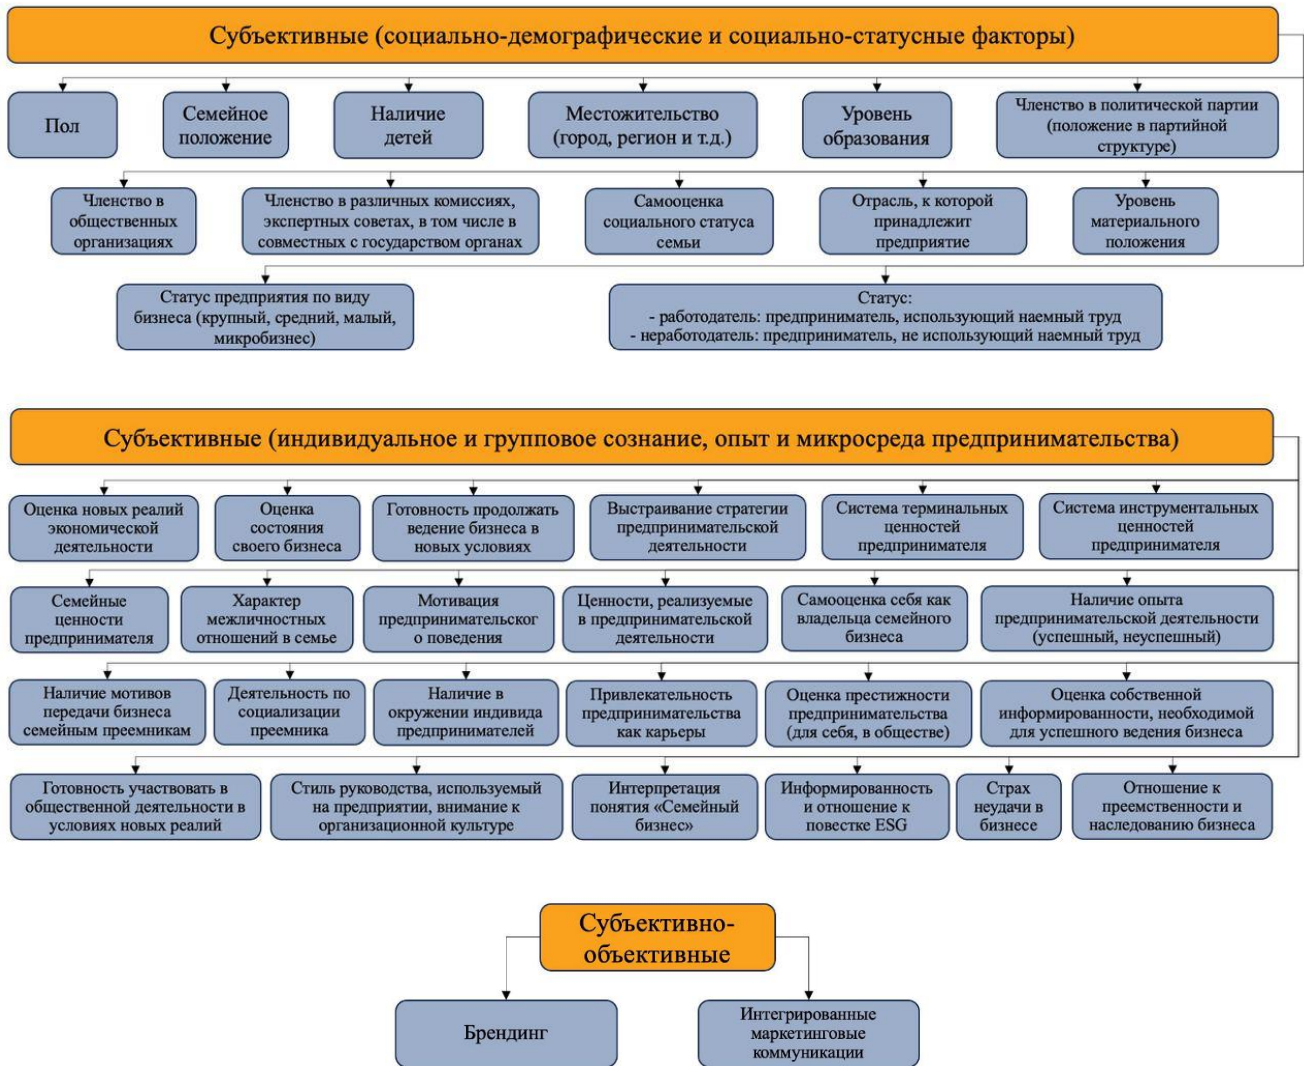 Субъективные (социально-демографические и социально-статусные факторы)
Пол
Семейное
положение
Наличие
детей
Местожительство
(город, регион и т.д.)
Уровень
образования
Членство в политической партии
(положение в партийной
структуре)
Членство в
общественных
организациях
Членство в различных комиссиях,
экспертных советах, в том числе в
совместных с государством органах
Самооценка
социального статуса
семьи
Отрасль, к которой
принадлежит
предприятие
Уровень
материального
положения
Статус предприятия по виду
бизнеса (крупный, средний, малый,
микробизнес)
Статус:
- работодатель: предприниматель, использующий наемный труд
- неработодатель: предприниматель, не использующий наемный труд
Субъективные (индивидуальное и групповое сознание, опыт и микросреда предпринимательства)
Оценка новых реалий
экономической
деятельности
Оценка
состояния
своего бизнеса
Готовность продолжать
ведение бизнеса в
новых условиях
Выстраивание стратегии
предпринимательской
деятельности
Система терминальных
ценностей
предпринимателя
Система инструментальных
ценностей
предпринимателя
Семейные
ценности
предпринимателя
Характер
межличностных
отношений в семье
Мотивация
предпринимательског
о поведения
Ценности, реализуемые
в предпринимательской
деятельности
Самооценка себя как
владельца семейного
бизнеса
Наличие опыта
предпринимательской деятельности
(успешный, неуспешный)
Наличие мотивов
передачи бизнеса
семейным преемникам
Деятельность по
социализации
преемника
Наличие в
окружении индивида
предпринимателей
Привлекательность
предпринимательства
как карьеры
Оценка престижности
предпринимательства
(для себя, в обществе)
Оценка собственной
информированности, необходимой
для успешного ведения бизнеса
Готовность участвовать в
общественной деятельности в
условиях новых реалий
Стиль руководства, используемый
на предприятии, внимание к
организационной культуре
Интерпретация
понятия «Семейный
бизнес»
Информированность
и отношение к
повестке ESG
Страх
неудачи в
бизнесе
Отношение к
преемственности и
наследованию бизнеса
Субъективно-
объективные
Брендинг
Интегрированные
маркетинговые
коммуникации